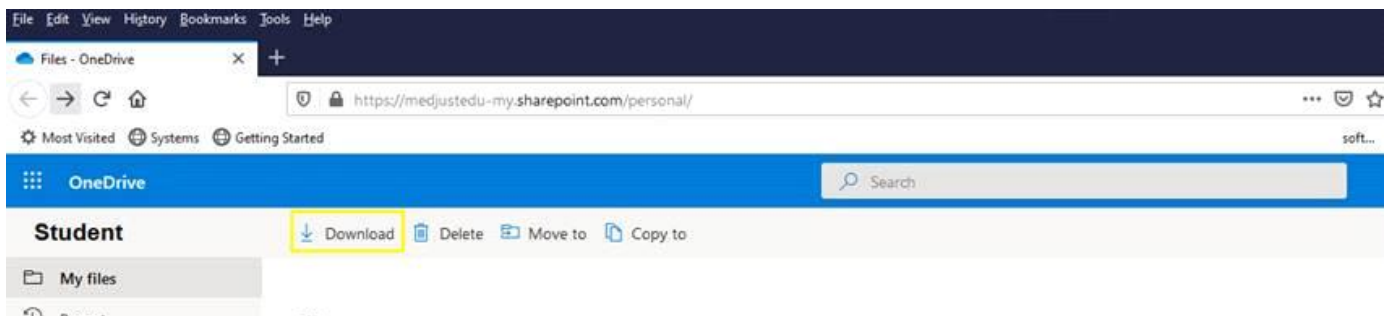 File Edit View History Bookmarks Tools Help
Files - OneDrive
https://medjustedu-my.sharepoint.com/personal/
Most Visited Systems Getting Started soft...
OneDrive Search
Student Download Delete Move to Copy to
My files